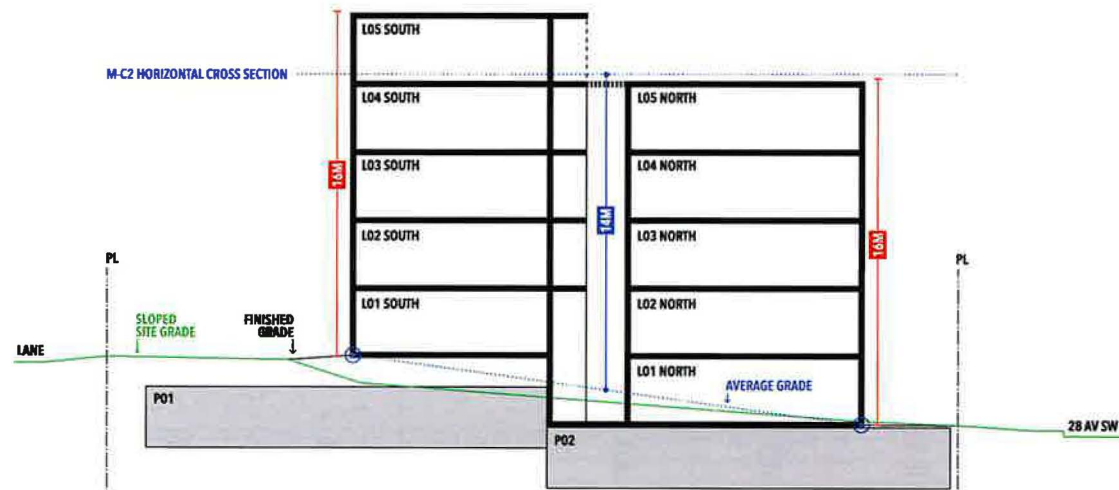 L05 SOUTH
M-C2 HORIZONTAL CROSS SECTION
L04 SOUTH
L05 NORTH
16M
L03 SOUTH
L04 NORTH
14M
L02 SOUTH
L03 NORTH
16M
PL
PL
L01 SOUTH
L02 NORTH
SLOPED
SITE GRADE
FINISHED
GRADE
LANE
L01 NORTH
AVERAGE GRADE
P01
28 AV SW
P02